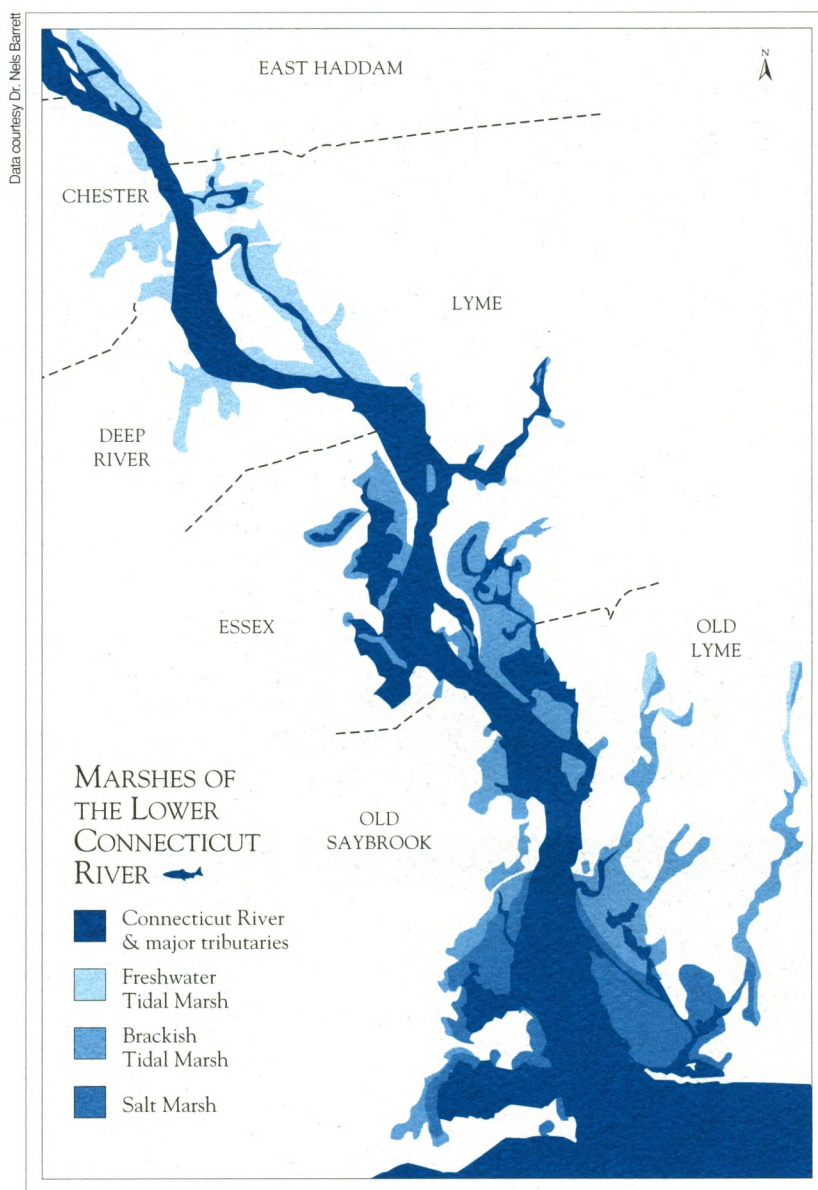 Data courtesy Dr. Nels Barrett
N
EAST HADDAM
CHESTER
LYME
DEEP
RIVER
ESSEX
OLD
LYME
OLD
SAYBROOK
MARSHES OF
THE LOWER
CONNECTICUT
RIVER
Connecticut River
& major tributaries
Freshwater
Tidal Marsh
Brackish
Tidal Marsh
Salt Marsh